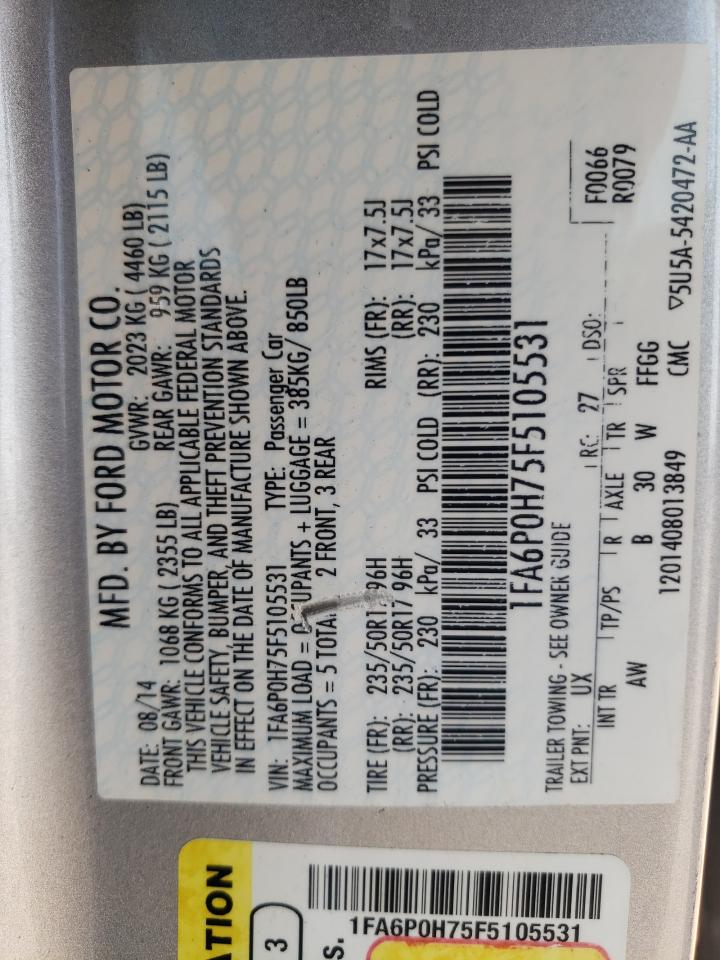 MFD. BY FORD MOTOR CO.
DATE: 08/14 GVWR: 2023 KG ( 4460 LB)
FRONT GAWR: 1068 KG ( 2355 LB) REAR GAWR: 959 KG ( 2115 LB)
THIS VEHICLE CONFORMS TO ALL APPLICABLE FEDERAL MOTOR
VEHICLE SAFETY, BUMPER, AND THEFT PREVENTION STANDARDS
IN EFFECT ON THE DATE OF MANUFACTURE SHOWN ABOVE.
VIN: 1FA6P0H75F5105531 TYPE: Passenger Car
MAXIMUM LOAD = OCCUPANTS + LUGGAGE = 385KG/ 850LB
OCCUPANTS = 5 TOTAL, 2 FRONT, 3 REAR
TIRE (FR): 235/50R17 96H RIMS (FR): 17x7.5J
(RR): 235/50R17 96H (RR): 17x7.5J
PRESSURE (FR): 230 kPa/ 33 PSI COLD (RR): 230 kPa/ 33 PSI COLD
1FA6P0H75F5105531
TRAILER TOWING - SEE OWNER GUIDE F0066
EXT PNT: UX RC: 27 DSO: R0079
INT TR TP/PS R AXLE TR SPR
AW B 30 W FFGG
1201408013849 CMC ▽5U5A-5420472-AA
ATION
3
S.
1FA6P0H75F5105531